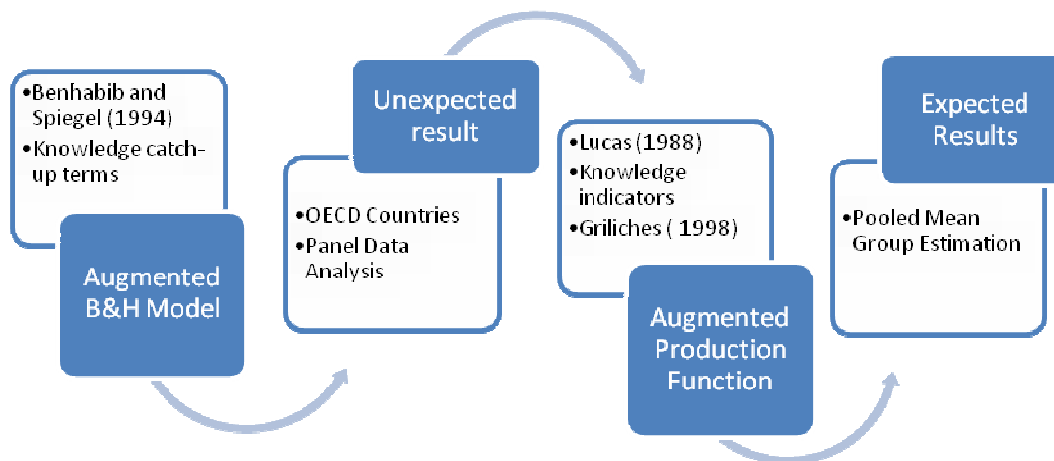 •Benhabib and
Spiegel (1994)
•Knowledge catch-
up terms
Augmented
B&H Model
Unexpected
result
•OECD Countries
•Panel Data
Analysis
•Lucas (1988)
•Knowledge
indicators
•Griliches ( 1998)
Augmented
Production
Function
Expected
Results
•Pooled Mean
Group Estimation